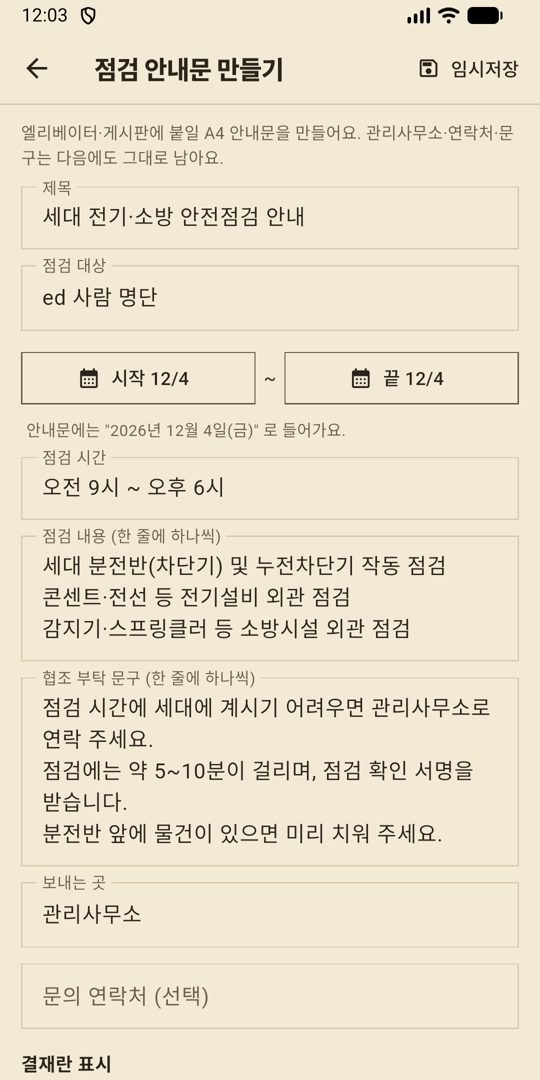 12:03
점검 안내문 만들기
임시저장
엘리베이터·게시판에 붙일 A4 안내문을 만들어요. 관리사무소·연락처·문
구는 다음에도 그대로 남아요.
제목
세대 전기·소방 안전점검 안내
점검 대상
ed 사람 명단
시작 12/4 ~ 끝 12/4
안내문에는 "2026년 12월 4일(금)" 로 들어가요.
점검 시간
오전 9시 ~ 오후 6시
점검 내용 (한 줄에 하나씩)
세대 분전반(차단기) 및 누전차단기 작동 점검
콘센트·전선 등 전기설비 외관 점검
감지기·스프링클러 등 소방시설 외관 점검
협조 부탁 문구 (한 줄에 하나씩)
점검 시간에 세대에 계시기 어려우면 관리사무소로
연락 주세요.
점검에는 약 5~10분이 걸리며, 점검 확인 서명을
받습니다.
분전반 앞에 물건이 있으면 미리 치워 주세요.
보내는 곳
관리사무소
문의 연락처 (선택)
결재란 표시